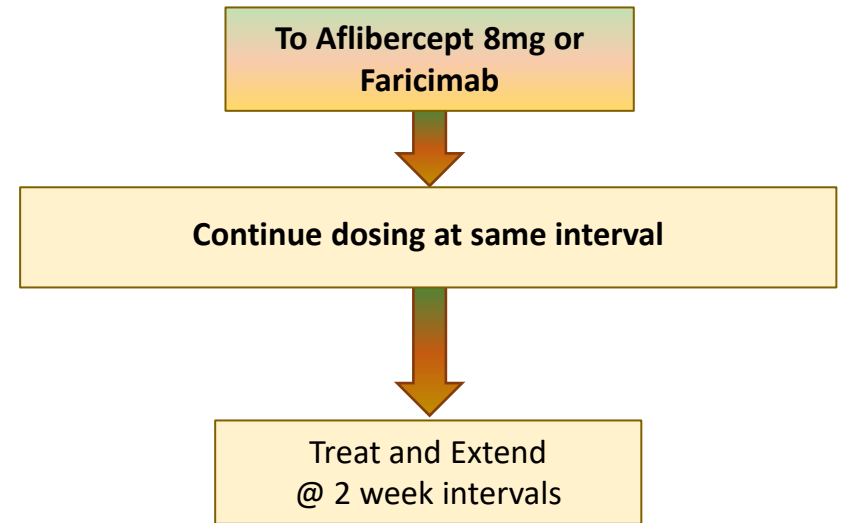 To Aflibercept 8mg or
Faricimab
Continue dosing at same interval
Treat and Extend
@ 2 week intervals